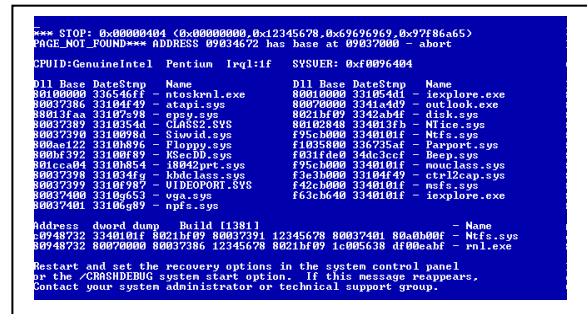 *** STOP: 0x00000404 (0x00000000,0x12345678,0x69696969,0x97f86a65)
PAGE_NOT_FOUND*** ADDRESS 09034672 has base at 09037000 - abort
CPUID:GenuineIntel Pentium Irql:1f SYSVER: 0xf0096404
Dll Base DateStmp Name Dll Base DateStmp Name
80100000 336546ff - ntoskrnl.exe 80010000 331054d1 - iexplore.exe
80037386 33104f49 - atapi.sys 80070000 3341a4d9 - outlook.exe
88013faa 33107s98 - epsy.sys 8021bf09 3342ab4f - disk.sys
80037389 3310354d - CLASS2.SYS 80102848 334013fb - NTice.sys
80037390 3310098d - Siwvid.sys f95cb000 3340101f - Ntfs.sys
800ae122 3310h896 - Floppy.sys f1035800 336735af - Parport.sys
800bf392 33100f89 - KSecDD.sys f031fde0 34dc3ccf - Beep.sys
801cca04 3310h854 - i8042prt.sys f95cb000 3340101f - mouclass.sys
80037398 331034fg - kbdclass.sys f3e3b000 33104f49 - ctrl2cap.sys
80037399 3310f987 - VIDEOPORT.SYS f42cb000 3340101f - msfs.sys
80037400 3310g653 - vga.sys f63cb640 3340101f - iexplore.exe
80037401 33106g89 - npfs.sys
Address dword dump Build [1381] - Name
c0948732 3340101f 8021bf09 80037391 12345678 80037401 80a0b00f - Ntfs.sys
80948732 80070000 80037386 12345678 8021bf09 1c005638 df00eabf - rnl.exe
Restart and set the recovery options in the system control panel
or the /CRASHDEBUG system start option. If this message reappears,
Contact your system administrator or technical support group.